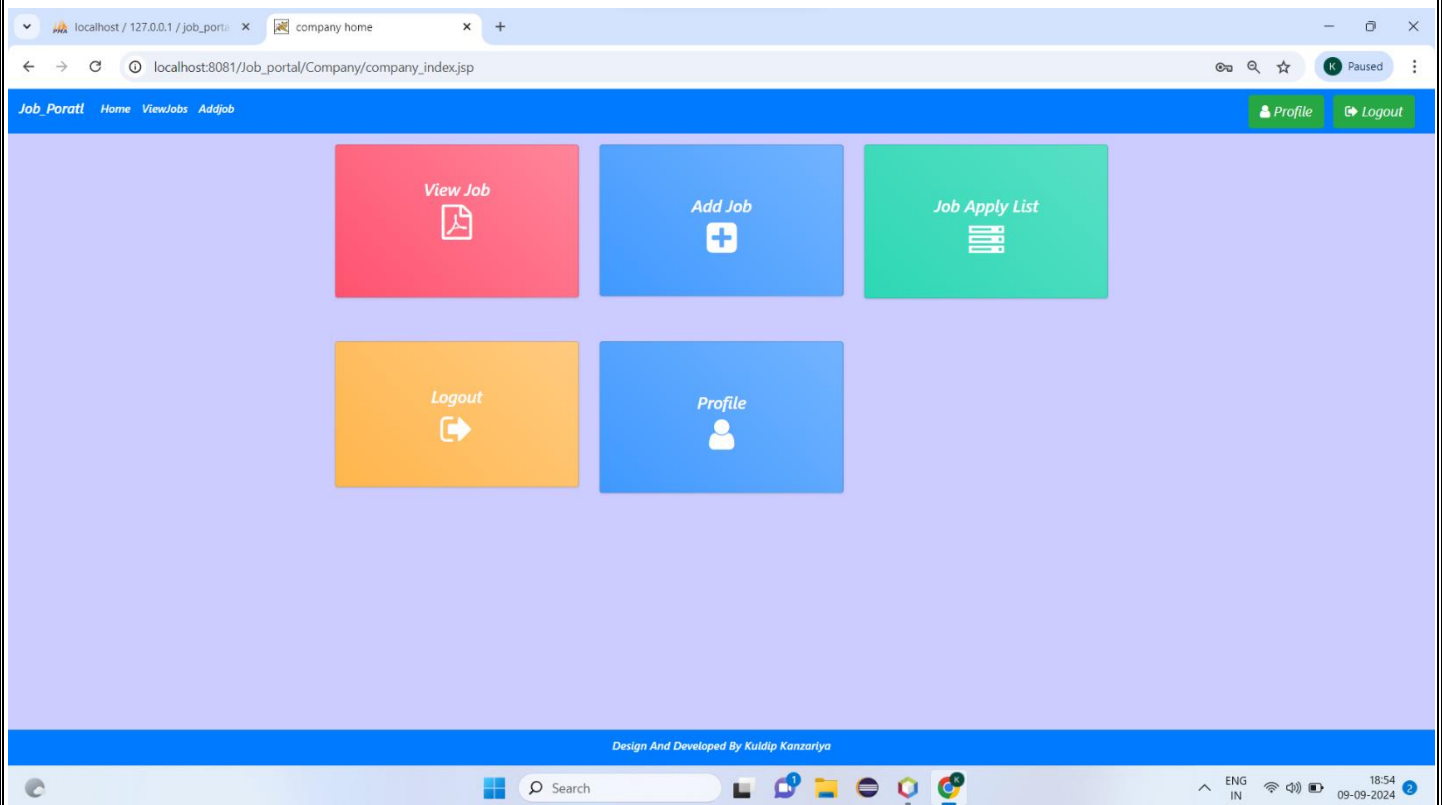 localhost / 127.0.0.1 / job_porta
company home
localhost:8081/Job_portal/Company/company_index.jsp
K Paused
Job_Poratl Home ViewJobs Addjob
Profile Logout
View Job
Add Job
Job Apply List
Logout
Profile
Design And Developed By Kuldip Kanzariya
Search
1
K
ENG
IN
18:54
09-09-2024
2